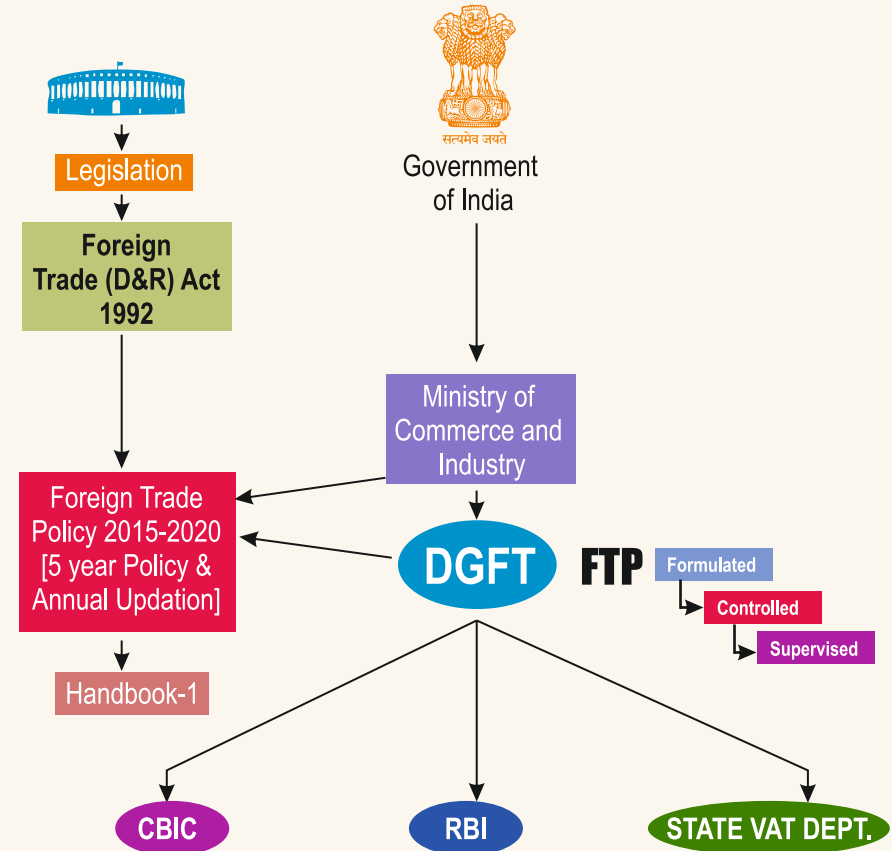 सत्यमेव जयते
Government
of India
Legislation
Foreign
Trade (D&R) Act
1992
Ministry of
Commerce and
Industry
Foreign Trade
Policy 2015-2020
[5 year Policy &
Annual Updation]
DGFT
FTP
Formulated
Controlled
Supervised
Handbook-1
CBIC
RBI
STATE VAT DEPT.